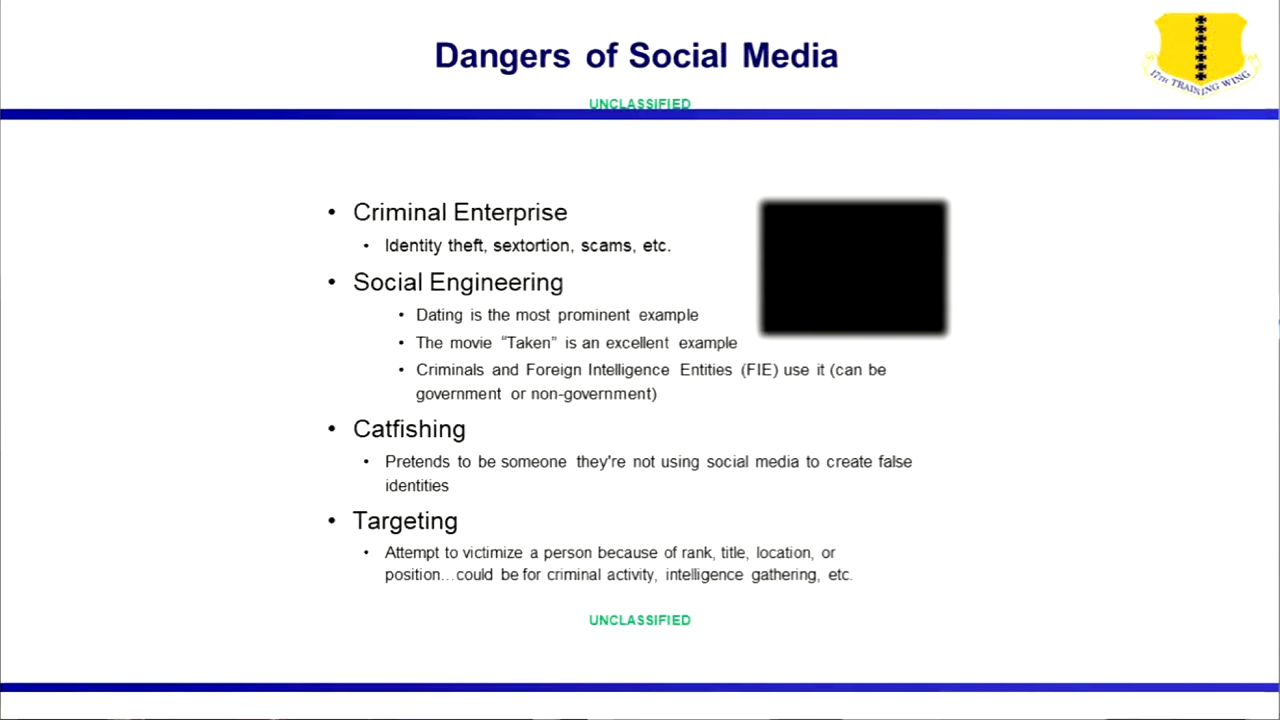 Dangers of Social Media
17TH TRAINING WING
UNCLASSIFIED
• Criminal Enterprise
• Identity theft, sextortion, scams, etc.
• Social Engineering
• Dating is the most prominent example
• The movie “Taken” is an excellent example
• Criminals and Foreign Intelligence Entities (FIE) use it (can be
government or non-government)
• Catfishing
• Pretends to be someone they're not using social media to create false
identities
• Targeting
• Attempt to victimize a person because of rank, title, location, or
position…could be for criminal activity, intelligence gathering, etc.
UNCLASSIFIED